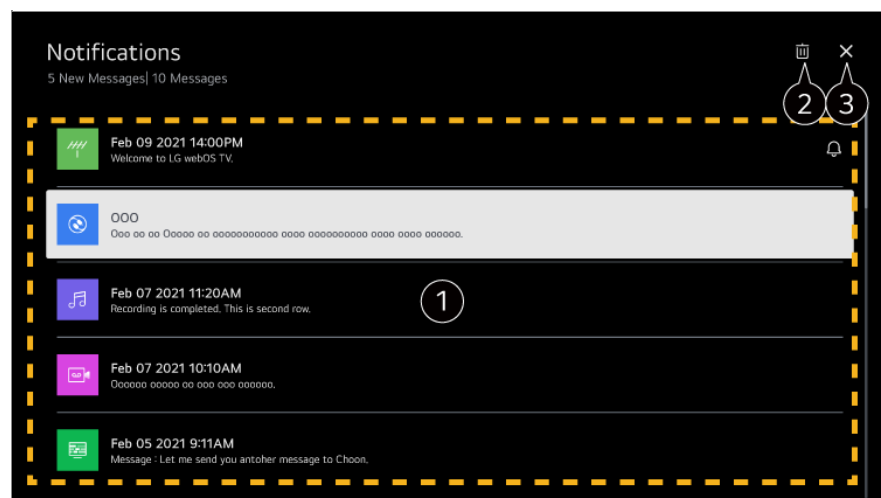 Notifications
5 New Messages| 10 Messages
2
3
Feb 09 2021 14:00PM
Welcome to LG webOS TV.
OOO
Ooo oo oo Ooooo oo ooooooooooo oooo oooooooooo oooo oooo oooooo.
Feb 07 2021 11:20AM
Recording is completed. This is second row.
1
Feb 07 2021 10:10AM
Oooooo ooooo oo ooo ooo oooooo.
Feb 05 2021 9:11AM
Message : Let me send you antoher message to Choon.